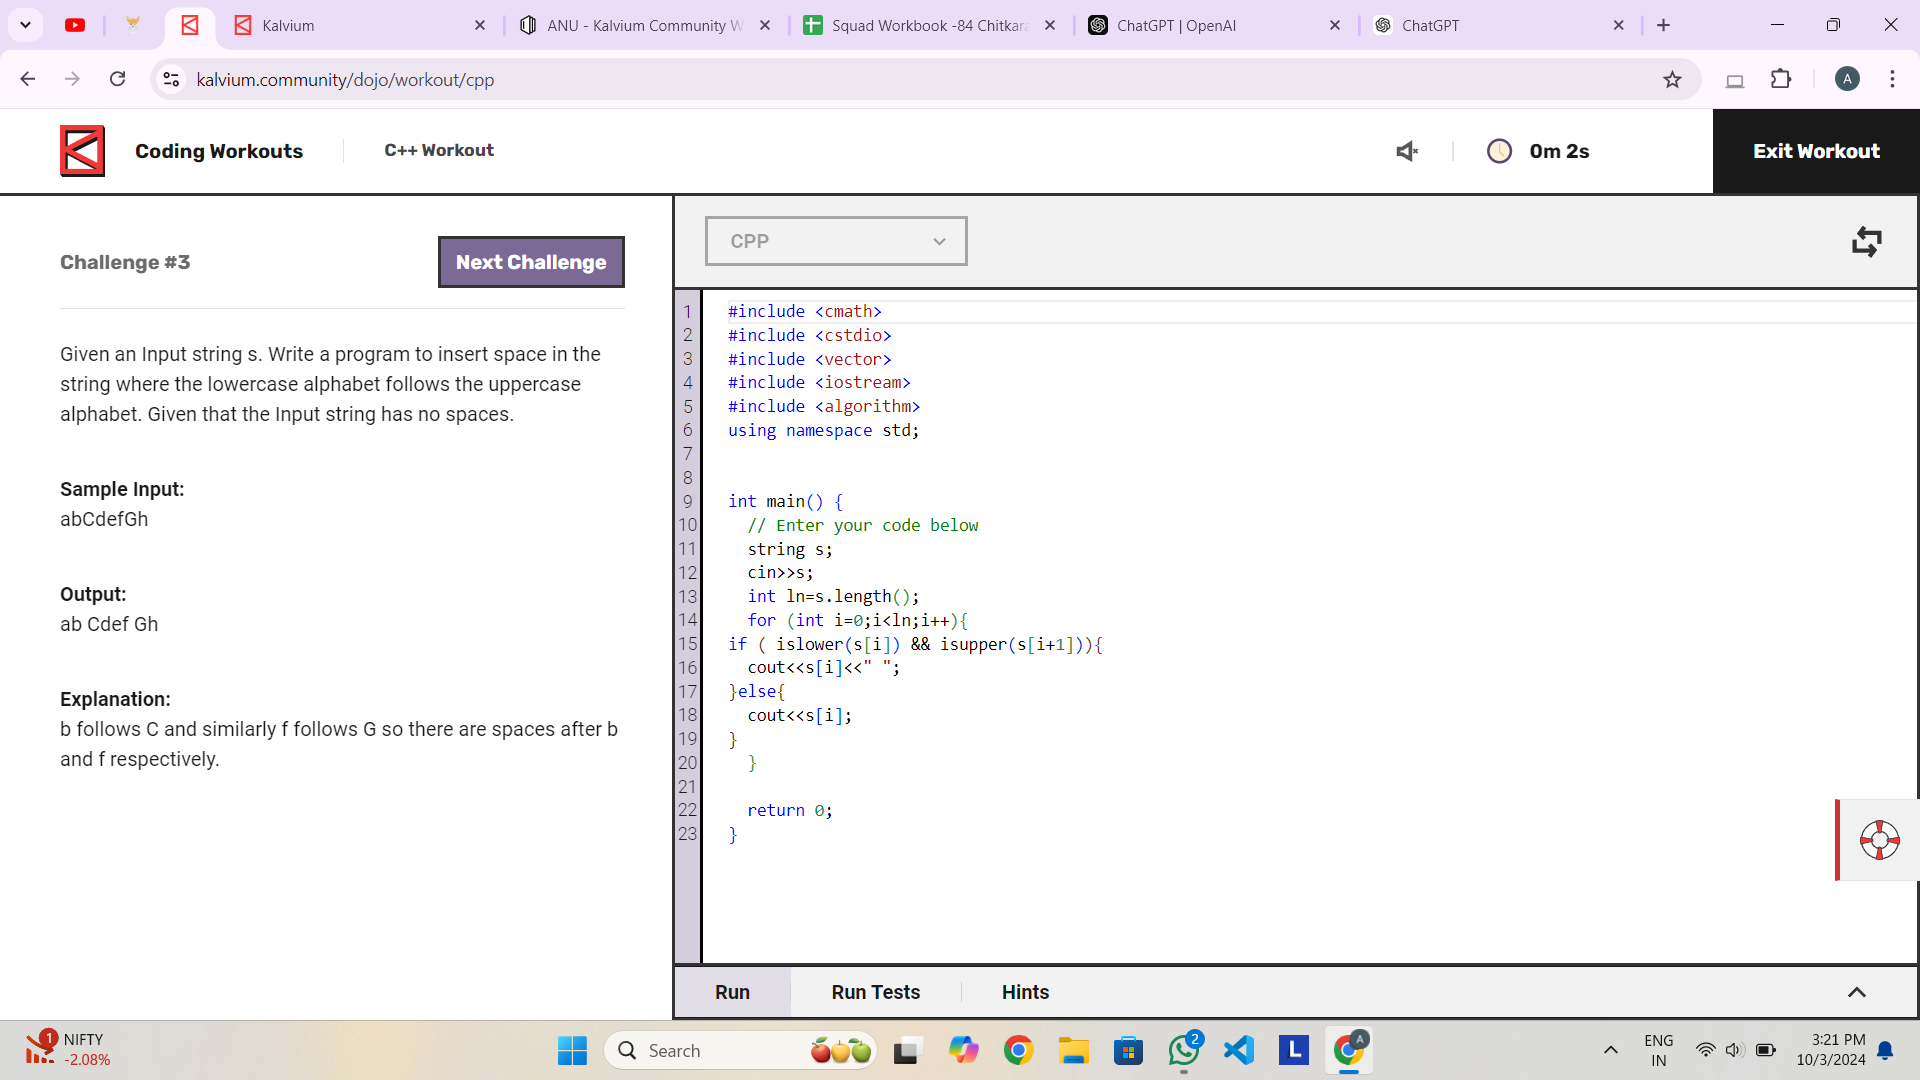 Kalvium
ANU - Kalvium Community W
Squad Workbook -84 Chitkara
ChatGPT | OpenAI
ChatGPT
kalvium.community/dojo/workout/cpp
A
Coding Workouts
C++ Workout
0m 2s
Exit Workout
Challenge #3
Next Challenge
Given an Input string s. Write a program to insert space in the
string where the lowercase alphabet follows the uppercase
alphabet. Given that the Input string has no spaces.
Sample Input:
abCdefGh
Output:
ab Cdef Gh
Explanation:
b follows C and similarly f follows G so there are spaces after b
and f respectively.
CPP
1 #include <cmath>
2 #include <cstdio>
3 #include <vector>
4 #include <iostream>
5 #include <algorithm>
6 using namespace std;
7
8
9 int main() {
10 // Enter your code below
11 string s;
12 cin>>s;
13 int ln=s.length();
14 for (int i=0;i<ln;i++){
15 if ( islower(s[i]) && isupper(s[i+1])){
16 cout<<s[i]<<" ";
17 }else{
18 cout<<s[i];
19 }
20 }
21
22 return 0;
23 }
Run
Run Tests
Hints
1
NIFTY
-2.08%
Search
2
L
A
ENG
IN
3:21 PM
10/3/2024